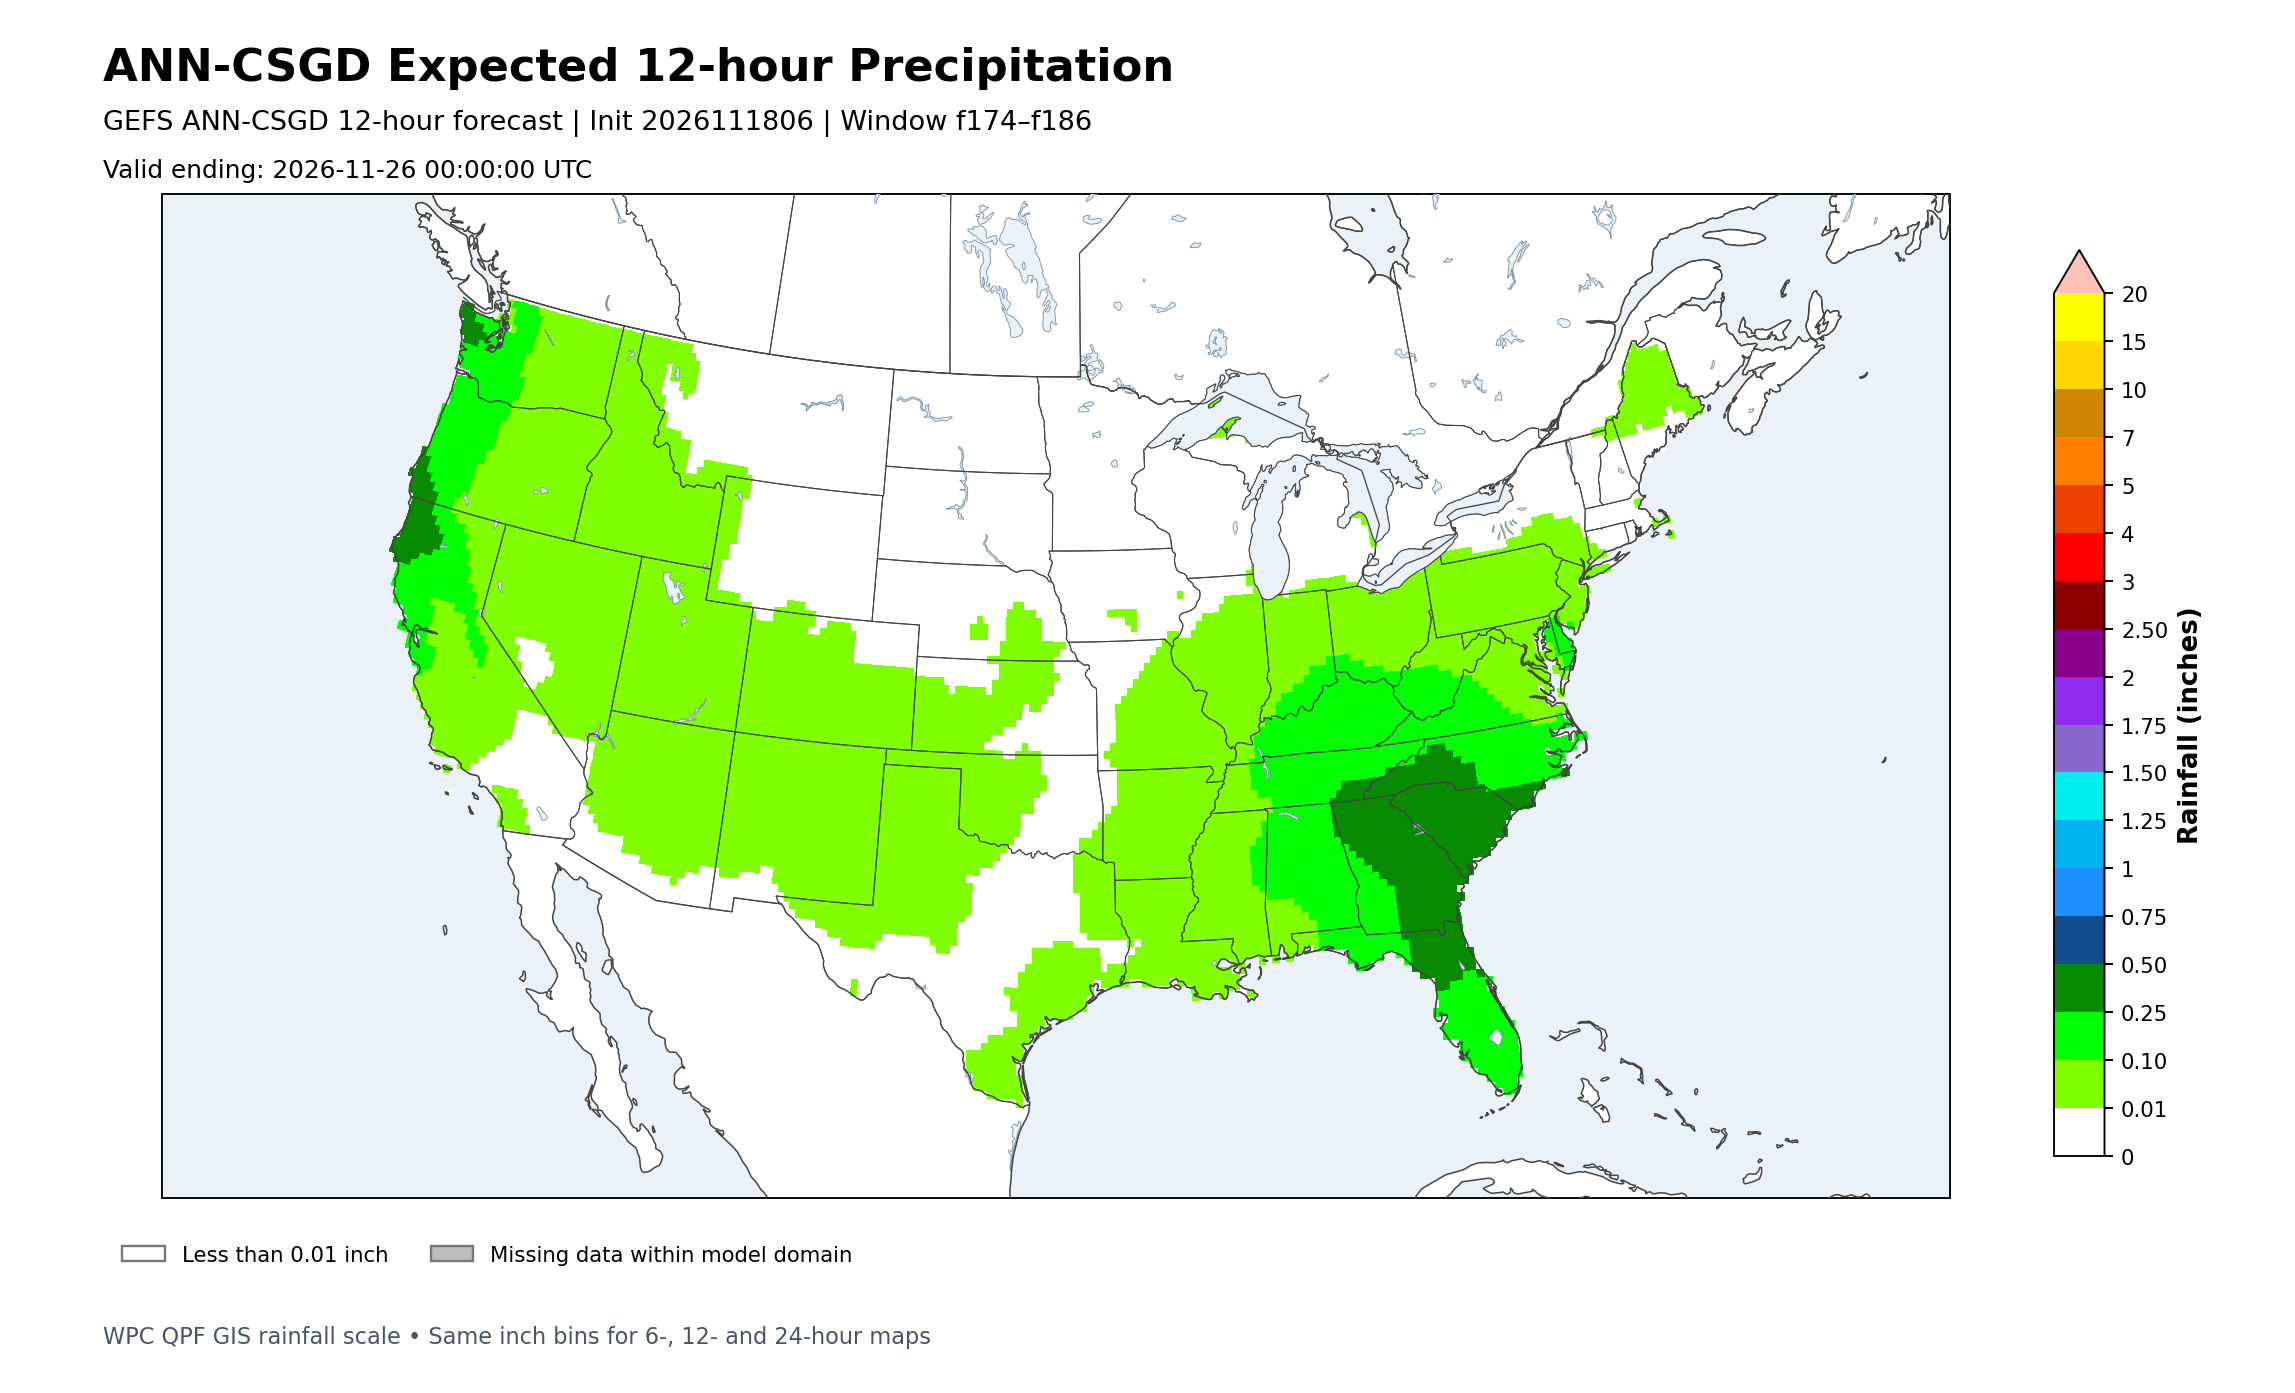 ANN-CSGD Expected 12-hour Precipitation
GEFS ANN-CSGD 12-hour forecast | Init 2026111806 | Window f174–f186
Valid ending: 2026-11-26 00:00:00 UTC
20
15
10
7
5
4
3
2.50
2
1.75
1.50
1.25
1
0.75
0.50
0.25
0.10
0.01
0
Rainfall (inches)
Less than 0.01 inch
Missing data within model domain
WPC QPF GIS rainfall scale • Same inch bins for 6-, 12- and 24-hour maps